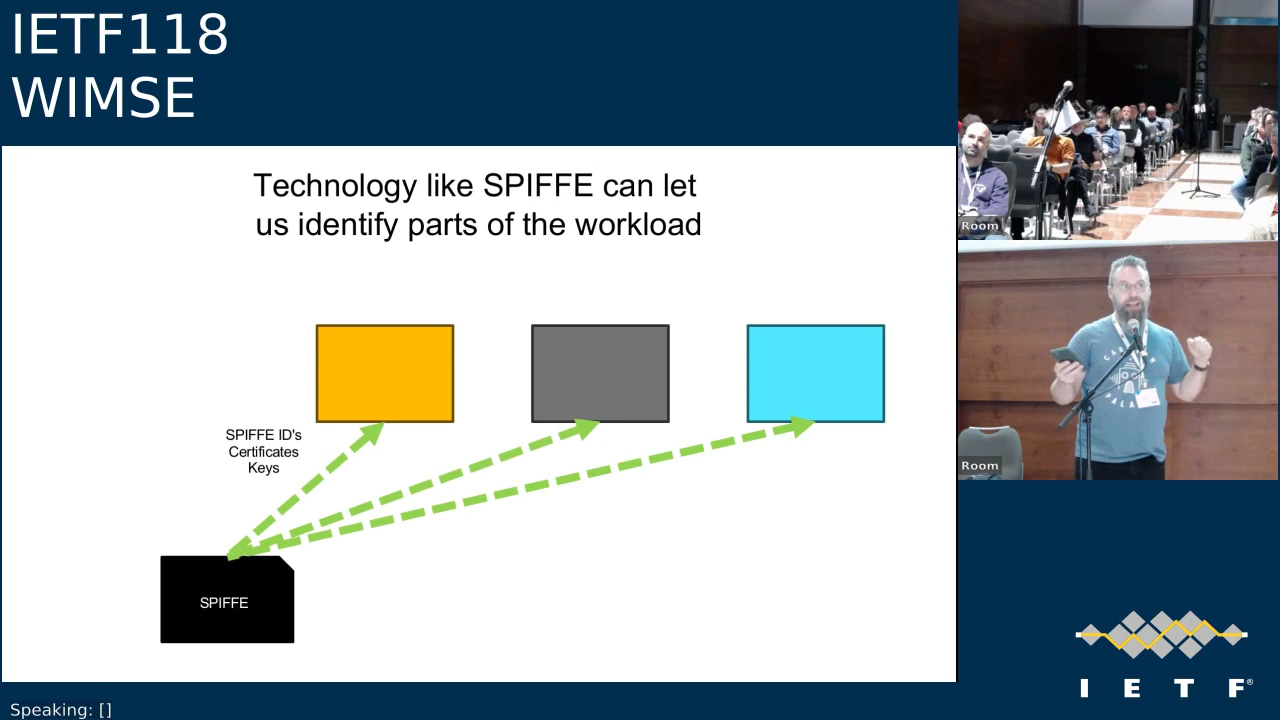 IETF118
WIMSE
Technology like SPIFFE can let
us identify parts of the workload
SPIFFE ID's
Certificates
Keys
SPIFFE
Room
Room
I E T F®
Speaking: []